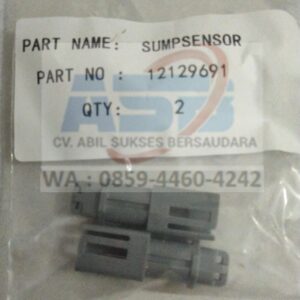 PART NAME: SUMPSENSOR
PART NO : 12129691
QTY: 2
ASB
CV. ABIL SUKSES BERSAUDARA
WA : 0859-4460-4242